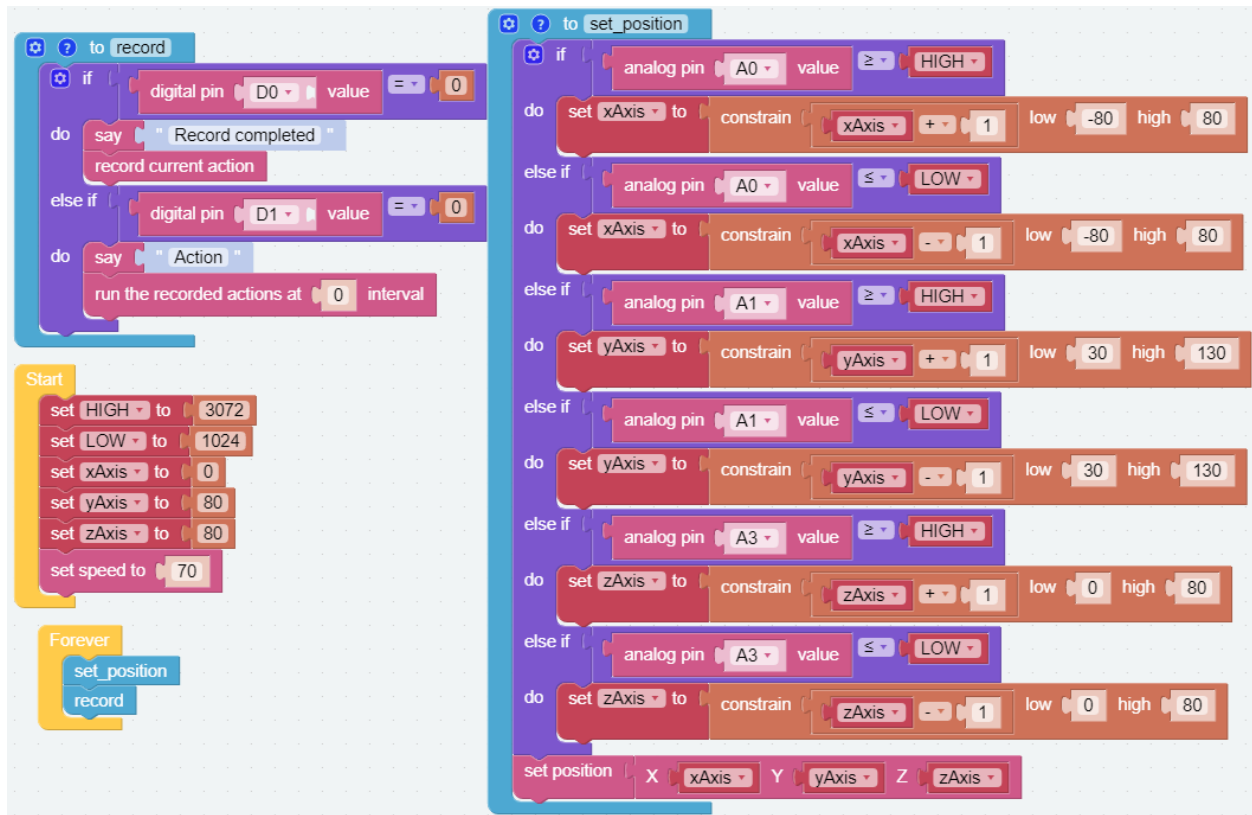 to record
if digital pin D0 value = 0
do say " Record completed "
record current action
else if digital pin D1 value = 0
do say " Action "
run the recorded actions at 0 interval
Start
set HIGH to 3072
set LOW to 1024
set xAxis to 0
set yAxis to 80
set zAxis to 80
set speed to 70
Forever
set_position
record
to set_position
if analog pin A0 value ≥ HIGH
do set xAxis to constrain xAxis + 1 low -80 high 80
else if analog pin A0 value ≤ LOW
do set xAxis to constrain xAxis - 1 low -80 high 80
else if analog pin A1 value ≥ HIGH
do set yAxis to constrain yAxis + 1 low 30 high 130
else if analog pin A1 value ≤ LOW
do set yAxis to constrain yAxis - 1 low 30 high 130
else if analog pin A3 value ≥ HIGH
do set zAxis to constrain zAxis + 1 low 0 high 80
else if analog pin A3 value ≤ LOW
do set zAxis to constrain zAxis - 1 low 0 high 80
set position X xAxis Y yAxis Z zAxis